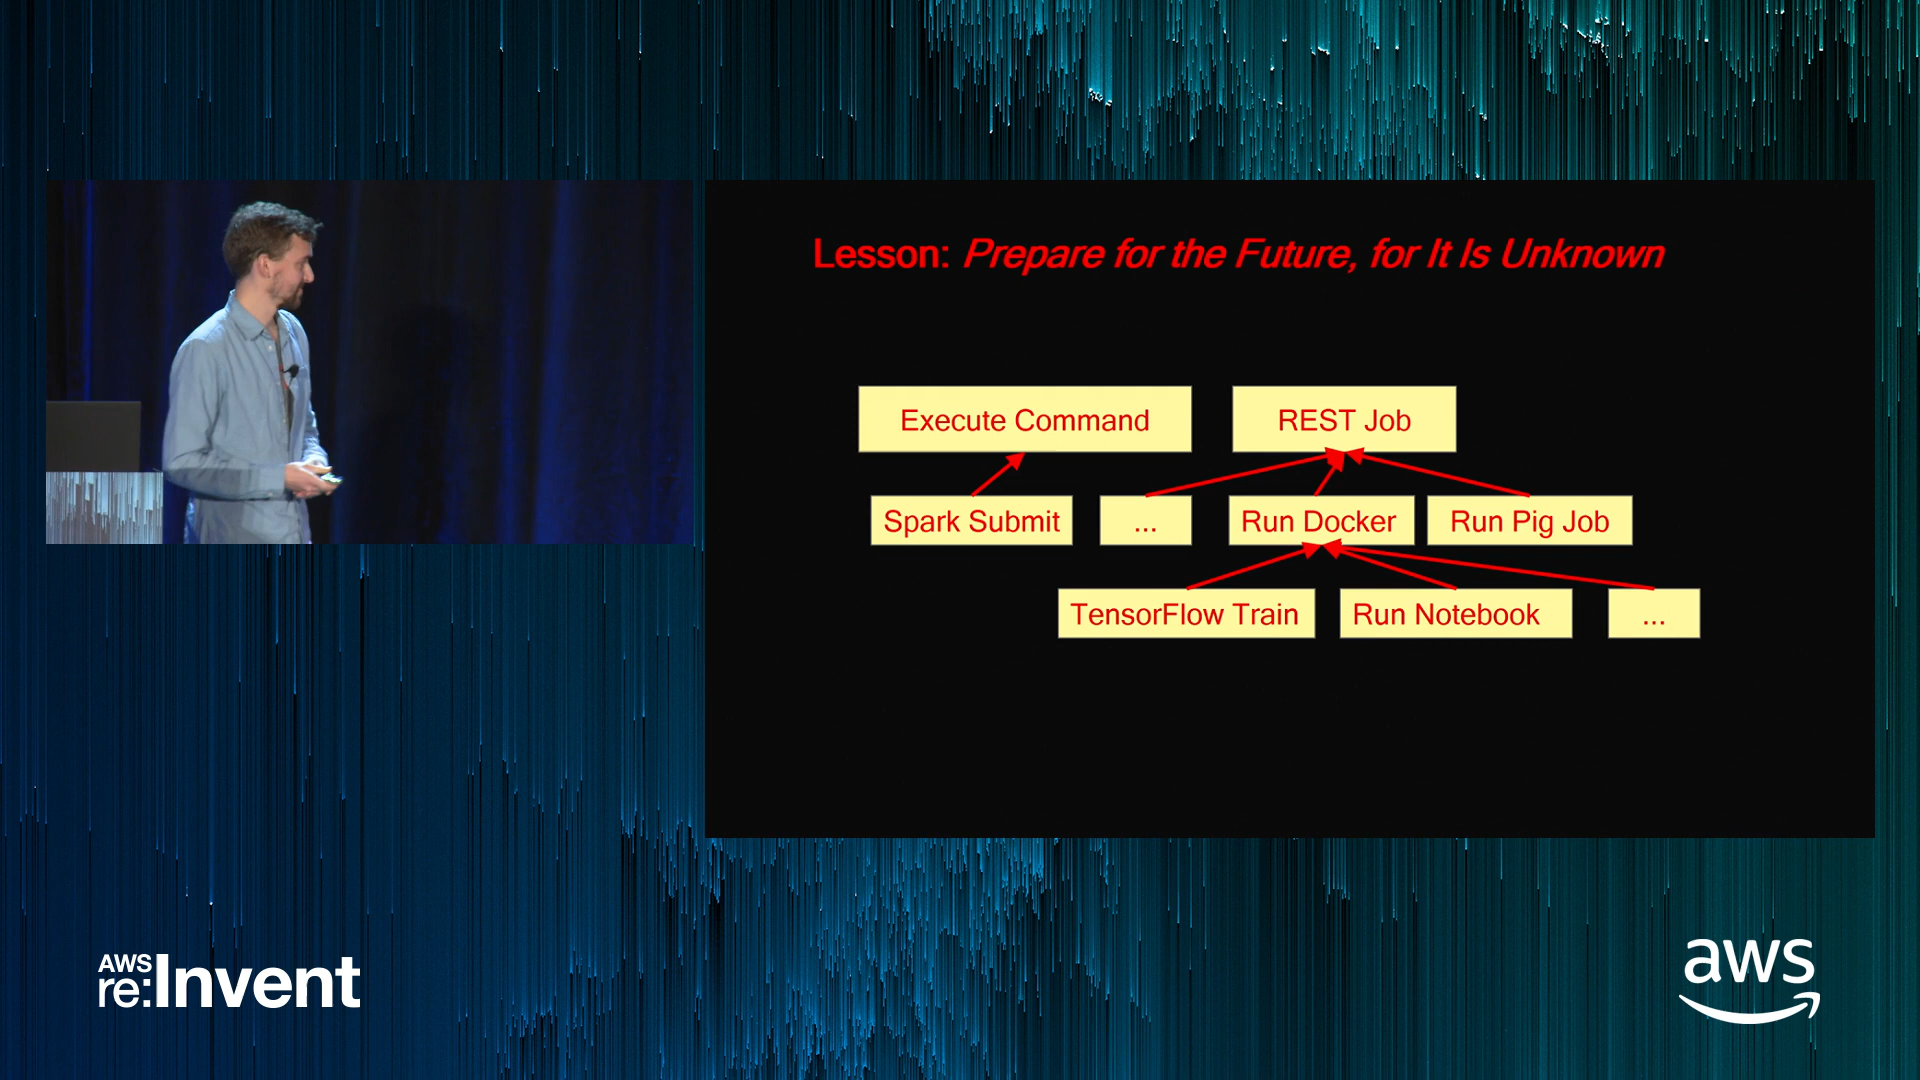 Lesson: Prepare for the Future, for It Is Unknown
Execute Command
REST Job
Spark Submit
...
Run Docker
Run Pig Job
TensorFlow Train
Run Notebook
...
AWS
re:Invent
aws